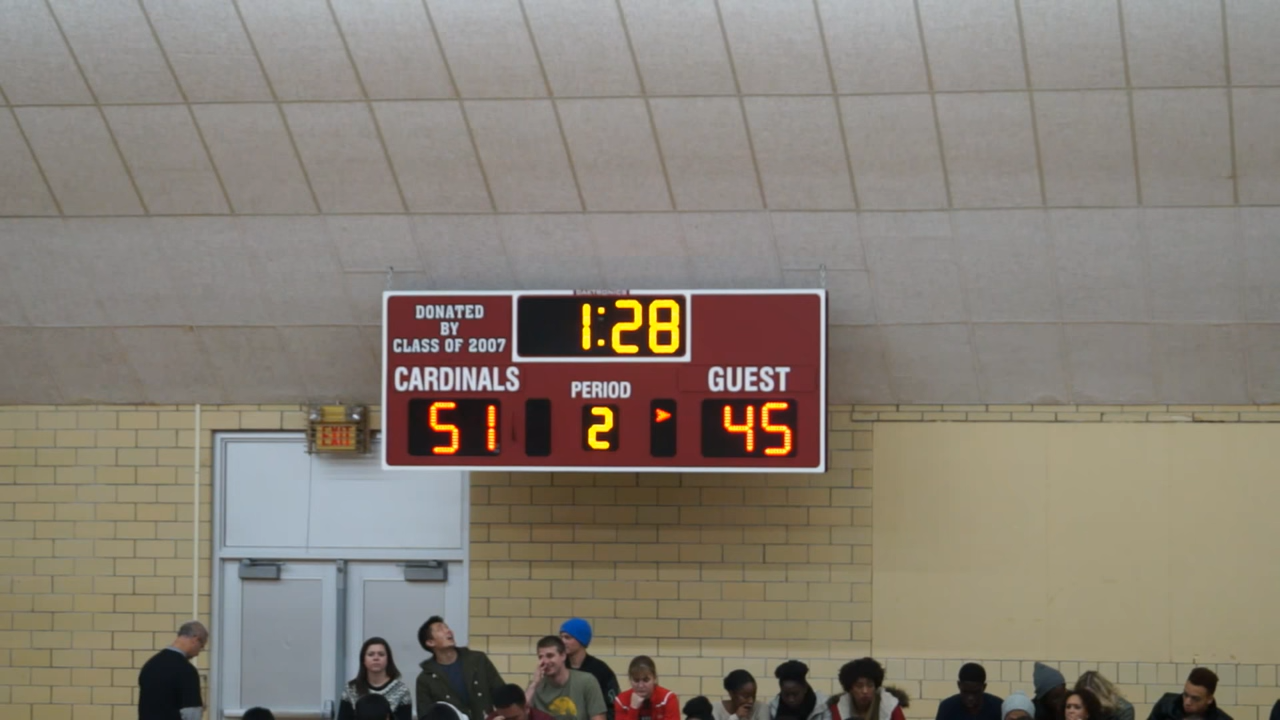 DONATED
BY
CLASS OF 2007
1:28
CARDINALS
PERIOD
GUEST
51
2
45
EXIT